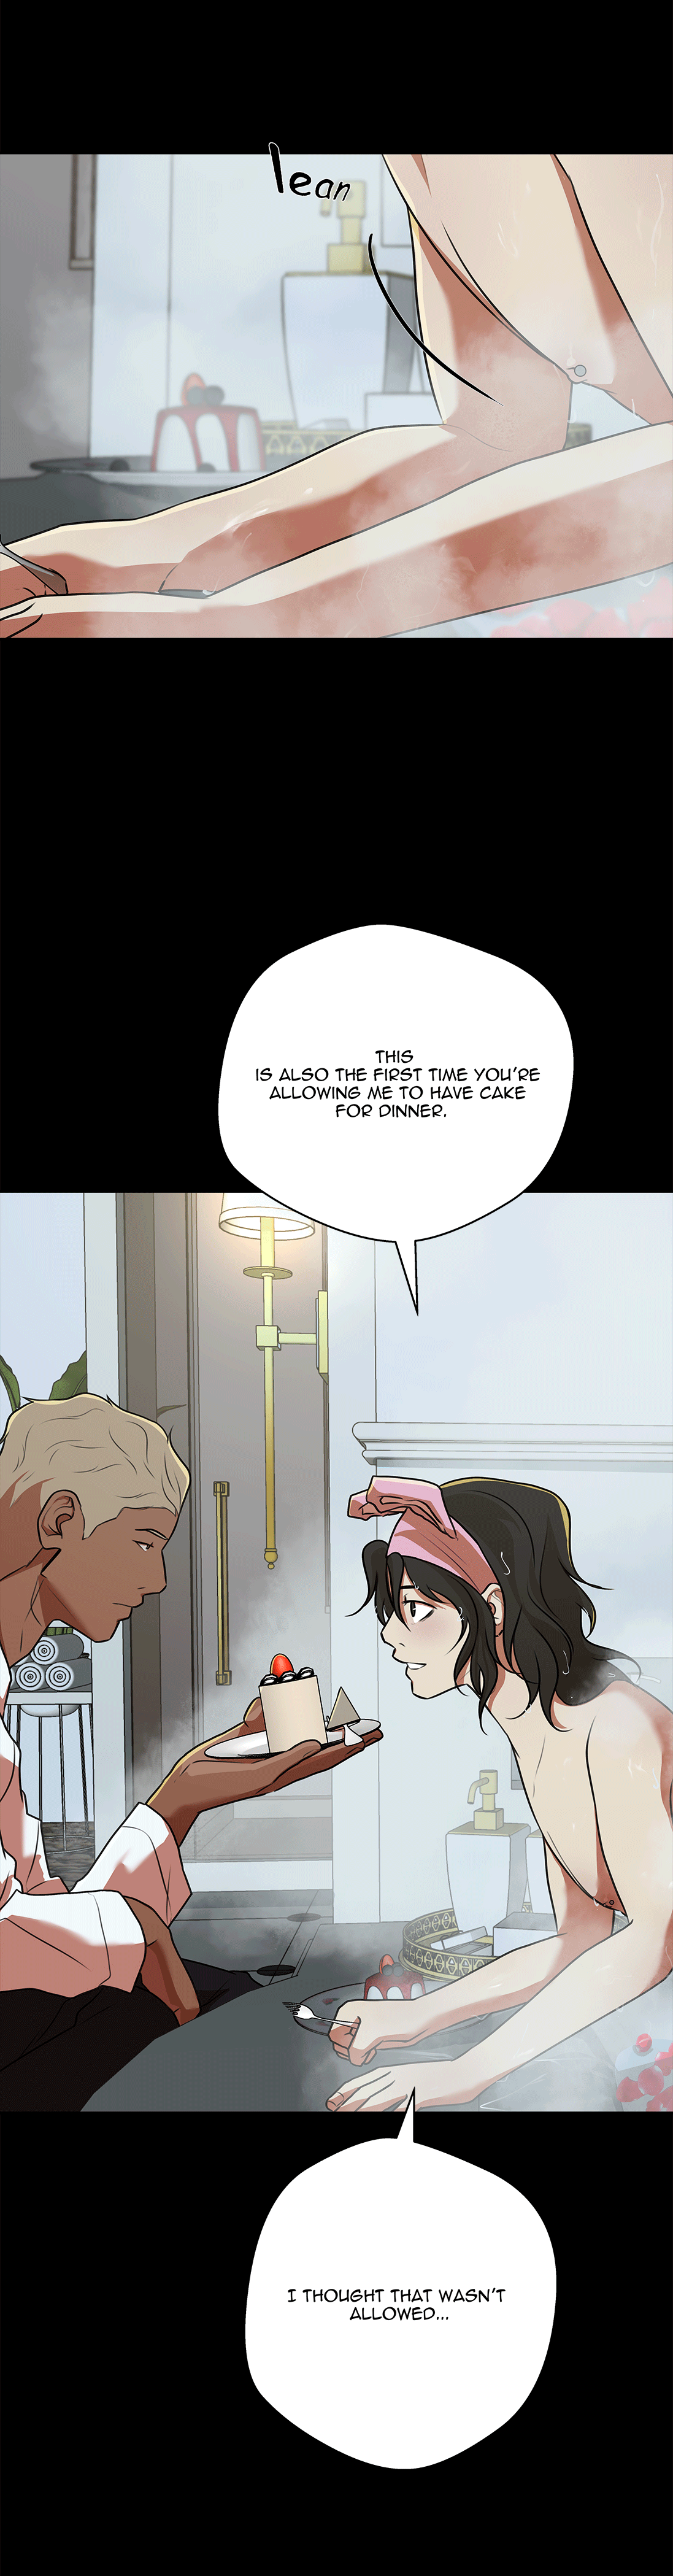 lean
THIS
IS ALSO THE FIRST TIME YOU'RE
ALLOWING ME TO HAVE CAKE
FOR DINNER.
I THOUGHT THAT WASN'T
ALLOWED...